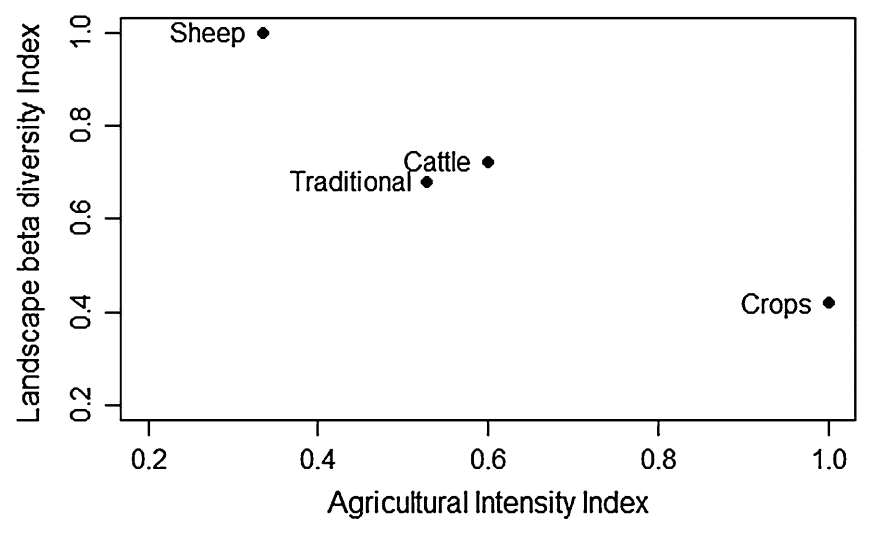 Landscape beta diversity Index
1.0
0.8
0.6
0.4
0.2
Sheep
Cattle
Traditional
Crops
0.2 0.4 0.6 0.8 1.0
Agricultural Intensity Index